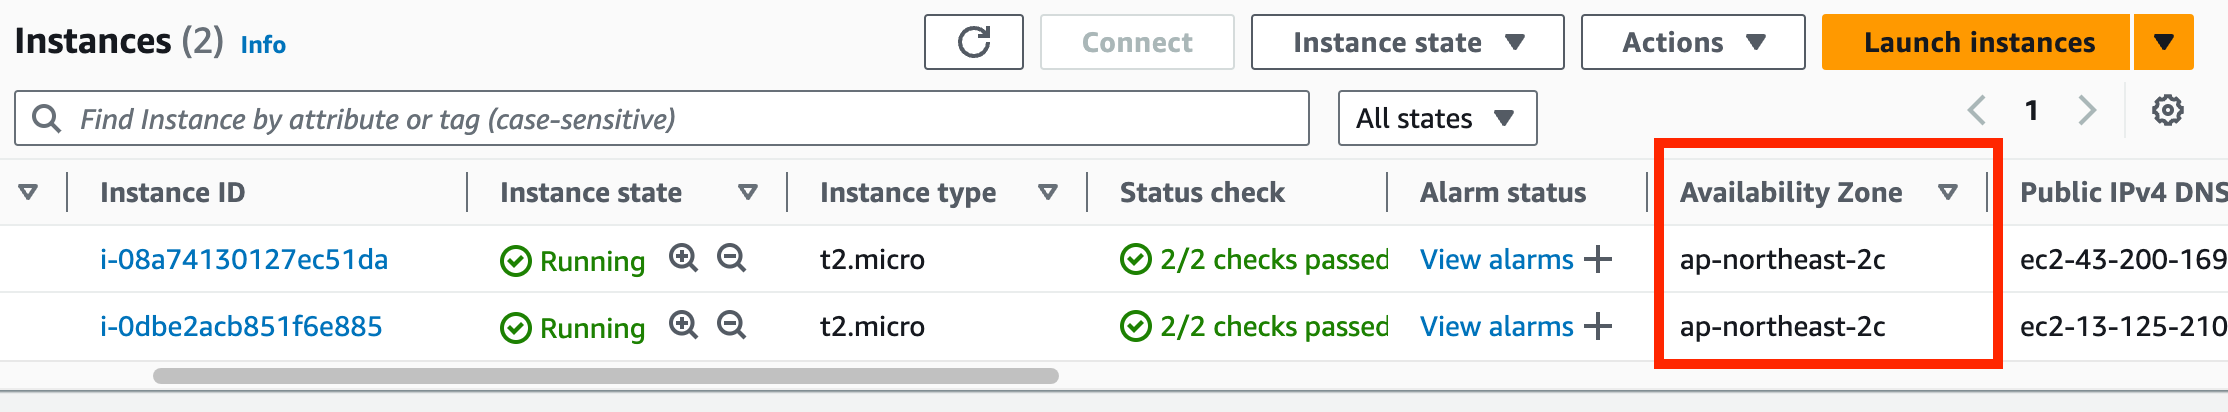 Instances (2) Info Connect Instance state Actions Launch instances
Find Instance by attribute or tag (case-sensitive) All states 1
Instance ID Instance state Instance type Status check Alarm status Availability Zone Public IPv4 DNS
i-08a74130127ec51da Running t2.micro 2/2 checks passed View alarms + ap-northeast-2c ec2-43-200-169
i-0dbe2acb851f6e885 Running t2.micro 2/2 checks passed View alarms + ap-northeast-2c ec2-13-125-210